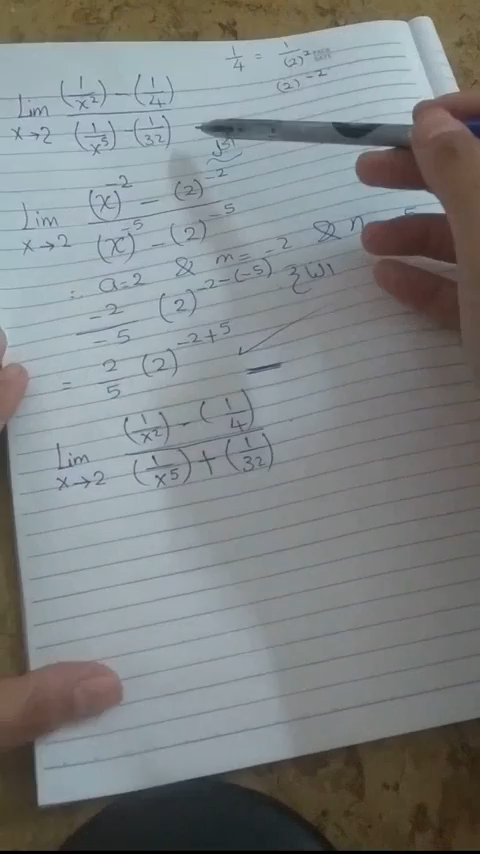 1/4 = 1/(2)²
(2)⁻²
Lim x→2 ((1/x²) - (1/4)) / ((1/x⁵) - (1/32))
Lim x→2 ((x)⁻² - (2)⁻²) / ((x)⁻⁵ - (2)⁻⁵)
∴ a=2 & m= -2 & n
-2/-5 (2)⁻²⁻⁽⁻⁵⁾
= 2/5 (2)⁻²⁺⁵
Lim x→2 ((1/x²) - (1/4)) / ((1/x⁵) + (1/32))